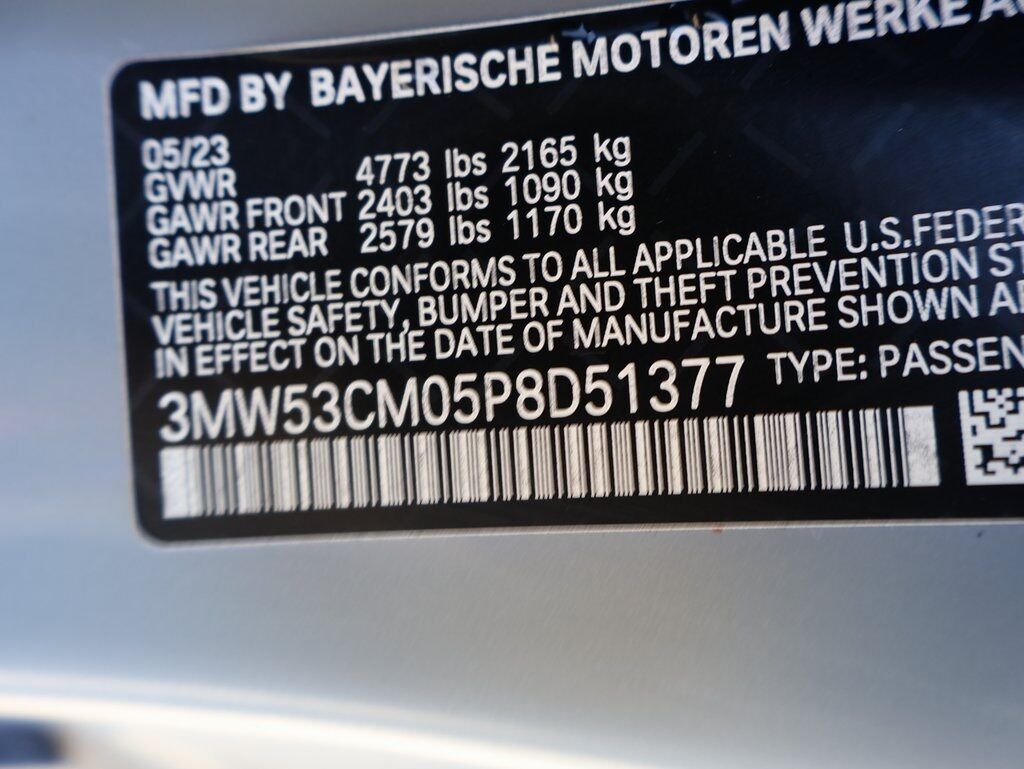 MFD BY BAYERISCHE MOTOREN WERKE
05/23
GVWR 4773 lbs 2165 kg
GAWR FRONT 2403 lbs 1090 kg
GAWR REAR 2579 lbs 1170 kg
THIS VEHICLE CONFORMS TO ALL APPLICABLE U.S.FEDER
VEHICLE SAFETY, BUMPER AND THEFT PREVENTION ST
IN EFFECT ON THE DATE OF MANUFACTURE SHOWN
3MW53CM05P8D51377 TYPE: PASSEN